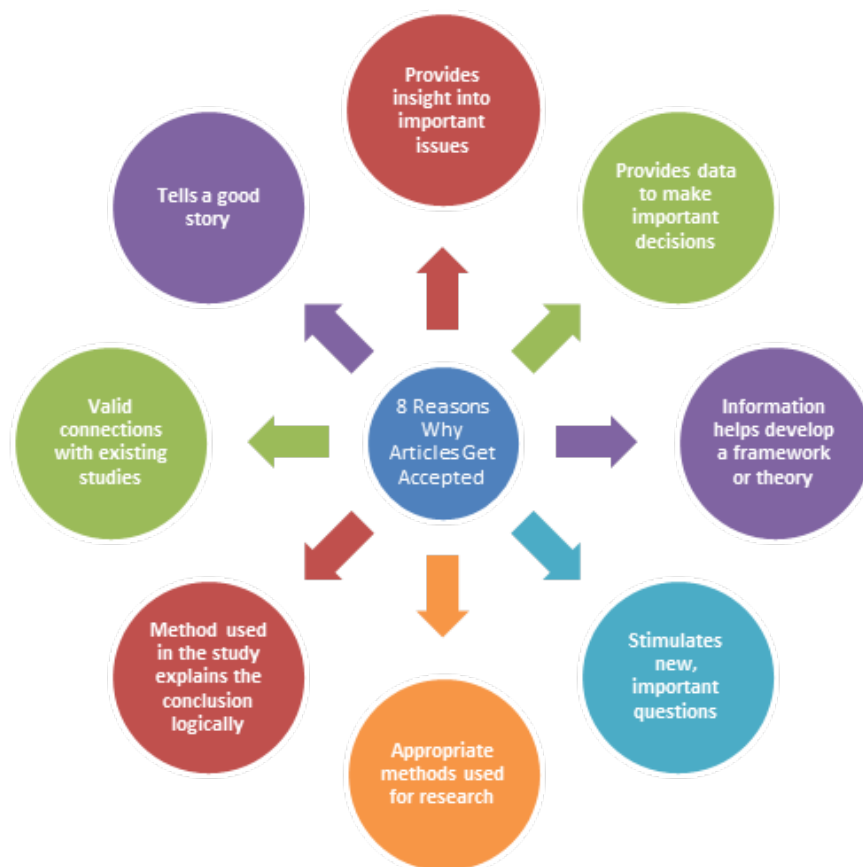 Provides
insight into
important
issues
Provides data
to make
important
decisions
Information
helps develop
a framework
or theory
Stimulates
new,
important
questions
Appropriate
methods used
for research
Method used
in the study
explains the
conclusion
logically
Valid
connections
with existing
studies
Tells a good
story
8 Reasons
Why
Articles Get
Accepted